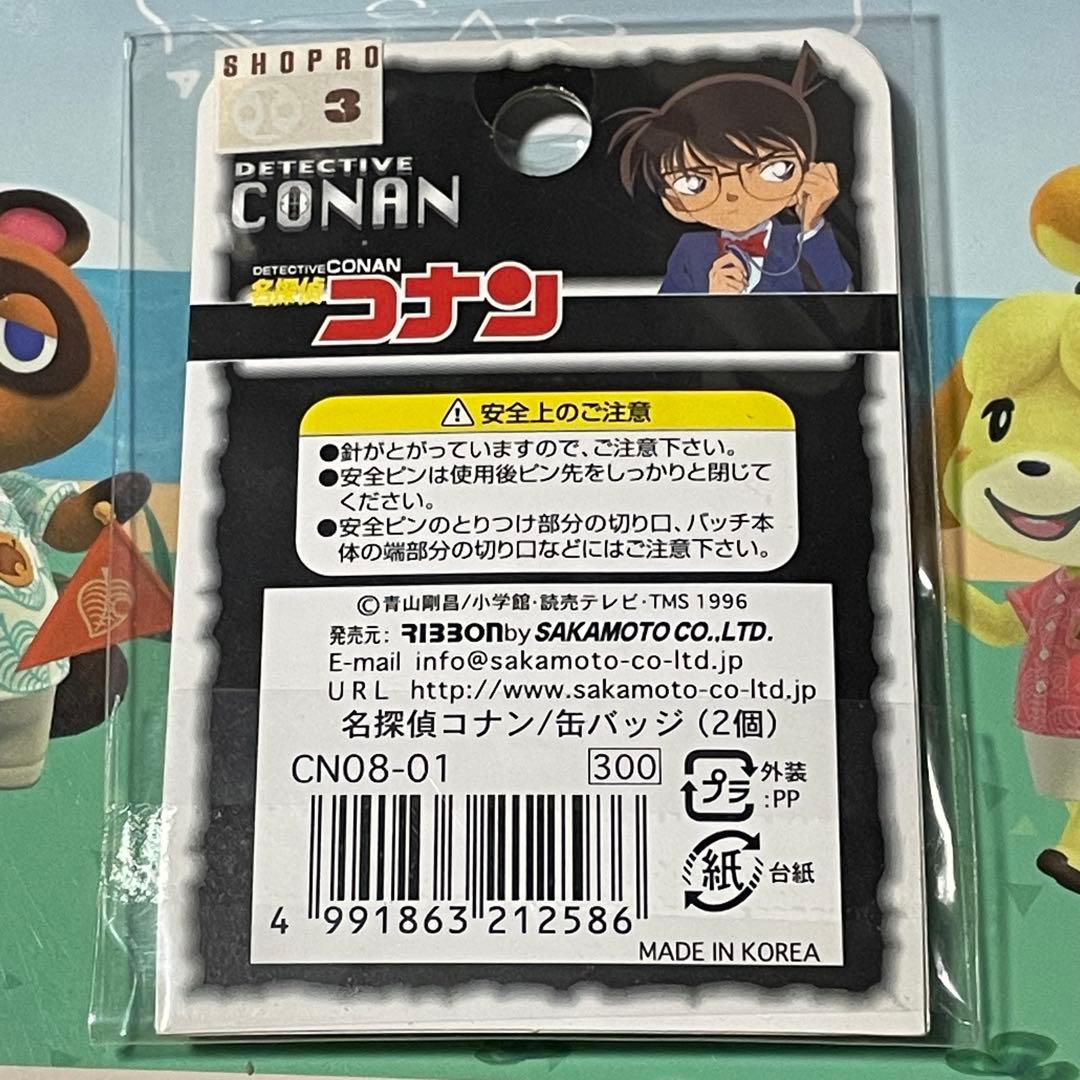 SHOPRO
3
DETECTIVE
CONAN
DETECTIVE CONAN
名探偵
コナン
安全上のご注意
●針がとがっていますので、ご注意下さい。
●安全ピンは使用後ピン先をしっかりと閉じて
ください。
●安全ピンのとりつけ部分の切り口、バッチ本
体の端部分の切り口などにはご注意下さい。
©青山剛昌/小学館・読売テレビ・TMS 1996
発売元: RIBBON by SAKAMOTO CO.,LTD.
E-mail info@sakamoto-co-ltd.jp
URL http://www.sakamoto-co-ltd.jp
名探偵コナン/缶バッジ (2個)
CN08-01 300
プラ 外装
:PP
紙 台紙
4 991863 212586
MADE IN KOREA